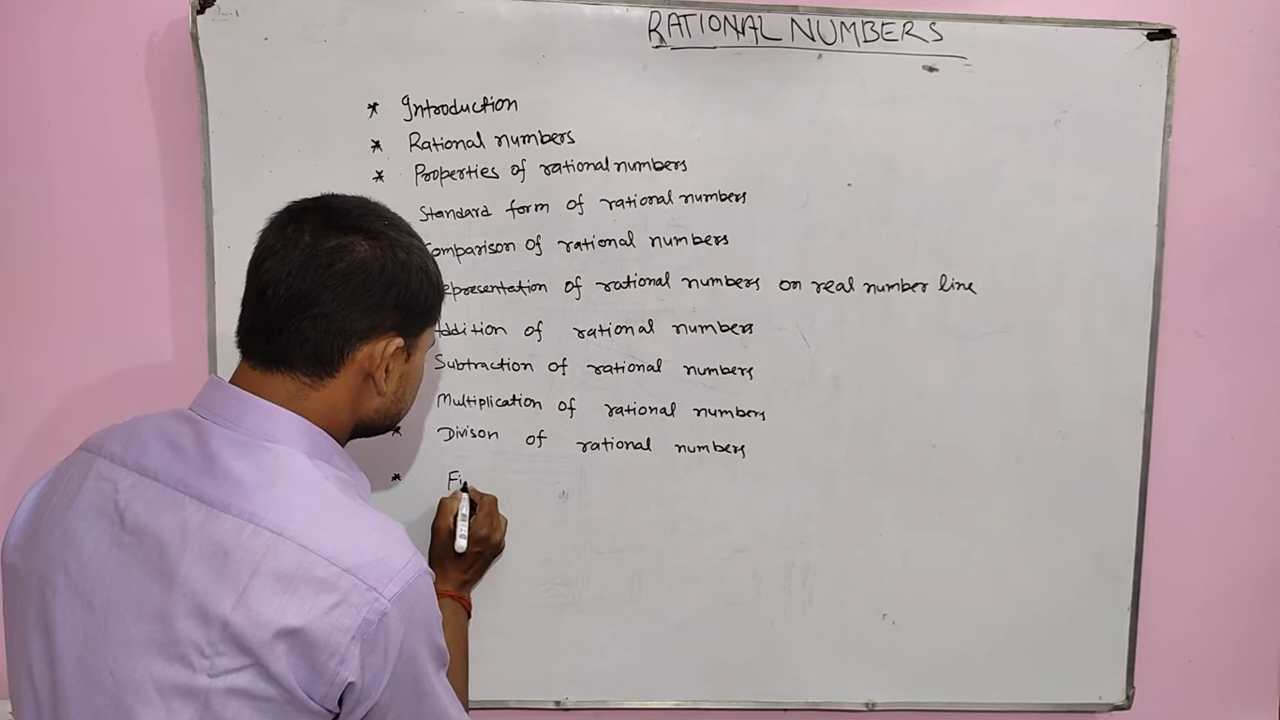 RATIONAL NUMBERS
* Introduction
* Rational numbers
* Properties of rational numbers
Standard form of rational numbers
Comparison of rational numbers
epresentation of rational numbers on real number line
ddition of rational numbers
Subtraction of rational numbers
Multiplication of rational numbers
* Divison of rational numbers
* Fi